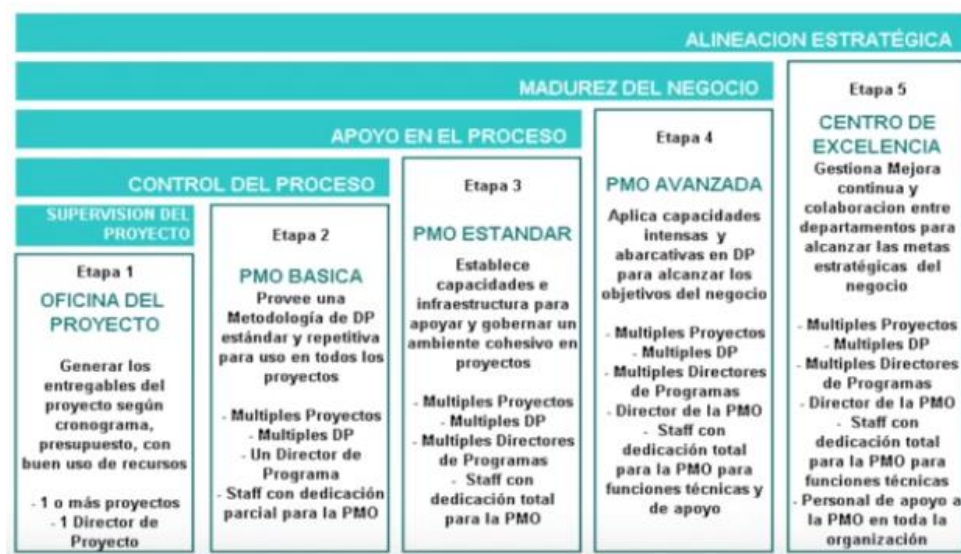 ALINEACION ESTRATÉGICA
MADUREZ DEL NEGOCIO
APOYO EN EL PROCESO
CONTROL DEL PROCESO
SUPERVISION DEL
PROYECTO
Etapa 1
OFICINA DEL
PROYECTO
Generar los
entregables del
proyecto según
cronograma,
presupuesto, con
buen uso de recursos
- 1 o más proyectos
- 1 Director de
Proyecto
Etapa 2
PMO BASICA
Provee una
Metodología de DP
estándar y repetitiva
para uso en todos los
proyectos
- Multiples Proyectos
- Multiples DP
- Un Director de
Programa
- Staff con dedicación
parcial para la PMO
Etapa 3
PMO ESTANDAR
Establece
capacidades e
infraestructura para
apoyar y gobernar un
ambiente cohesivo en
proyectos
- Multiples Proyectos
- Multiples DP
- Multiples Directores
de Programas
- Staff con
dedicación total
para la PMO
Etapa 4
PMO AVANZADA
Aplica capacidades
intensas y
abarcativas en DP
para alcanzar los
objetivos del negocio
- Multiples Proyectos
- Multiples DP
- Multiples Directores
de Programas
- Director de la PMO
- Staff con
dedicación total
para la PMO para
funciones técnicas y
de apoyo
Etapa 5
CENTRO DE
EXCELENCIA
Gestiona Mejora
continua y
colaboracion entre
departamentos para
alcanzar las metas
estratégicas del
negocio
- Multiples Proyectos
- Multiples DP
- Multiples Directores
de Programas
- Director de la PMO
- Staff con
dedicación total
para la PMO para
funciones técnicas
- Personal de apoyo a
la PMO en toda la
organización